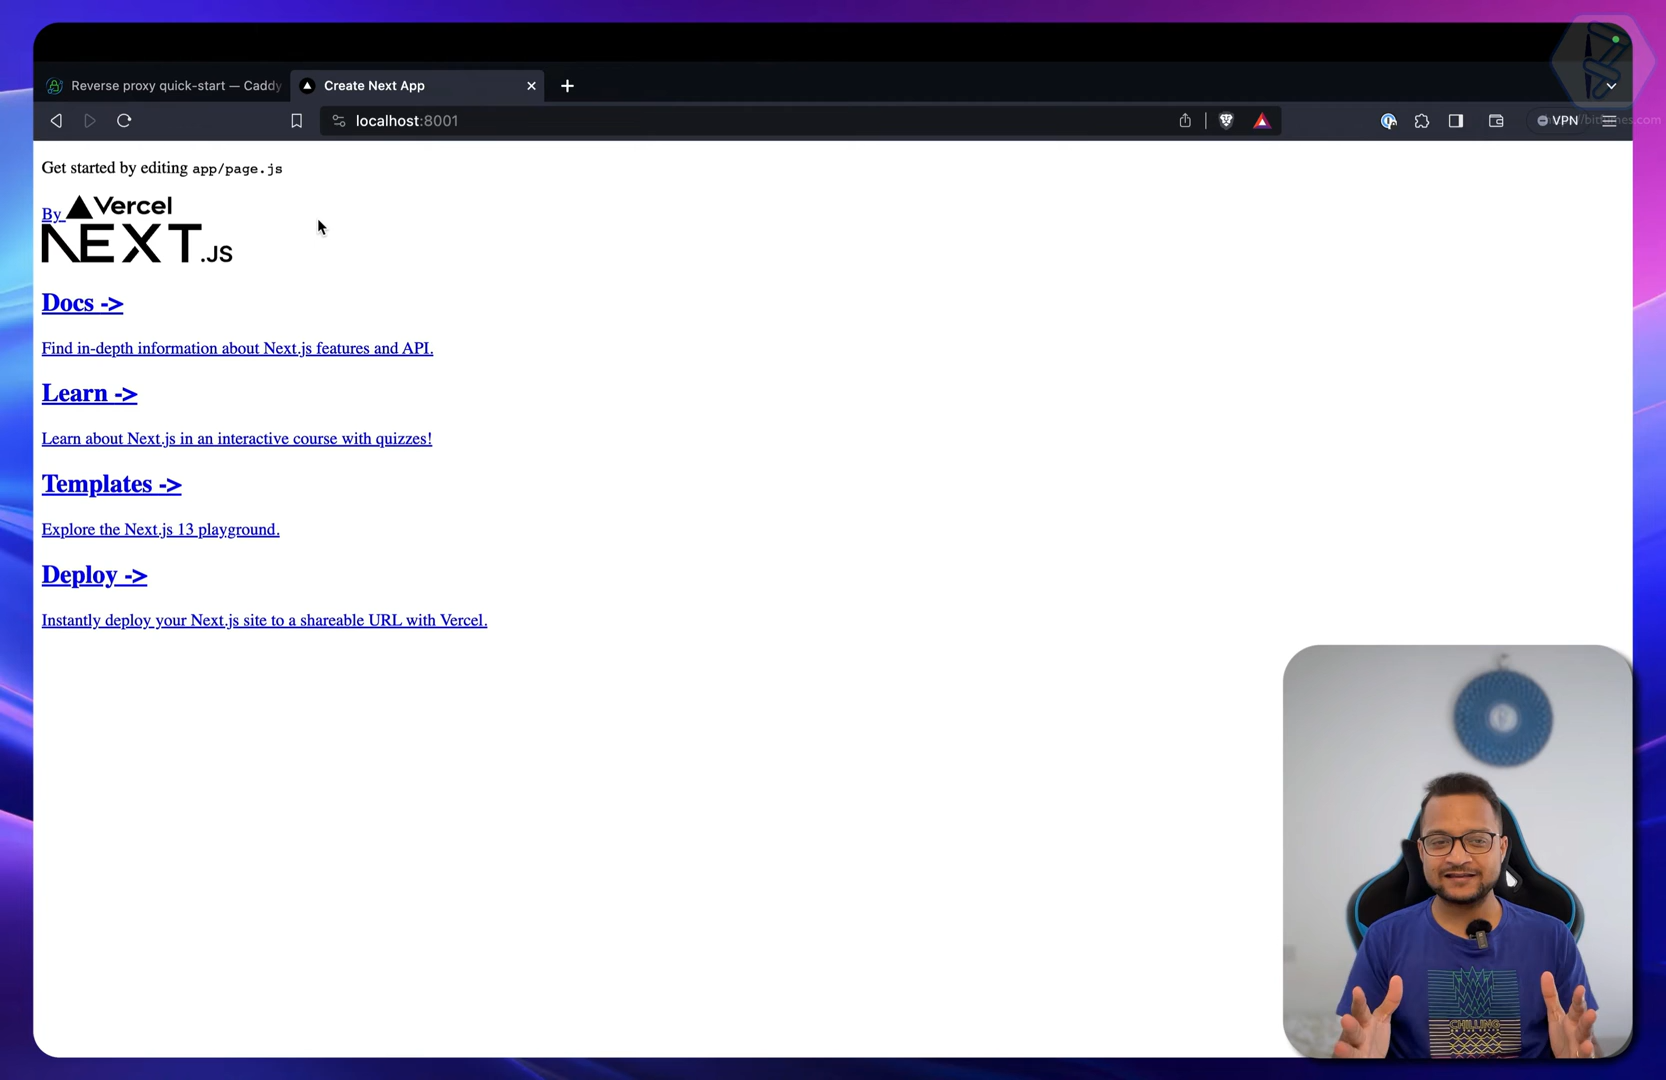 Reverse proxy quick-start — Caddy
Create Next App
localhost:8001
VPN
Get started by editing app/page.js
By Vercel
NEXT.JS
Docs ->
Find in-depth information about Next.js features and API.
Learn ->
Learn about Next.js in an interactive course with quizzes!
Templates ->
Explore the Next.js 13 playground.
Deploy ->
Instantly deploy your Next.js site to a shareable URL with Vercel.
CHILLING